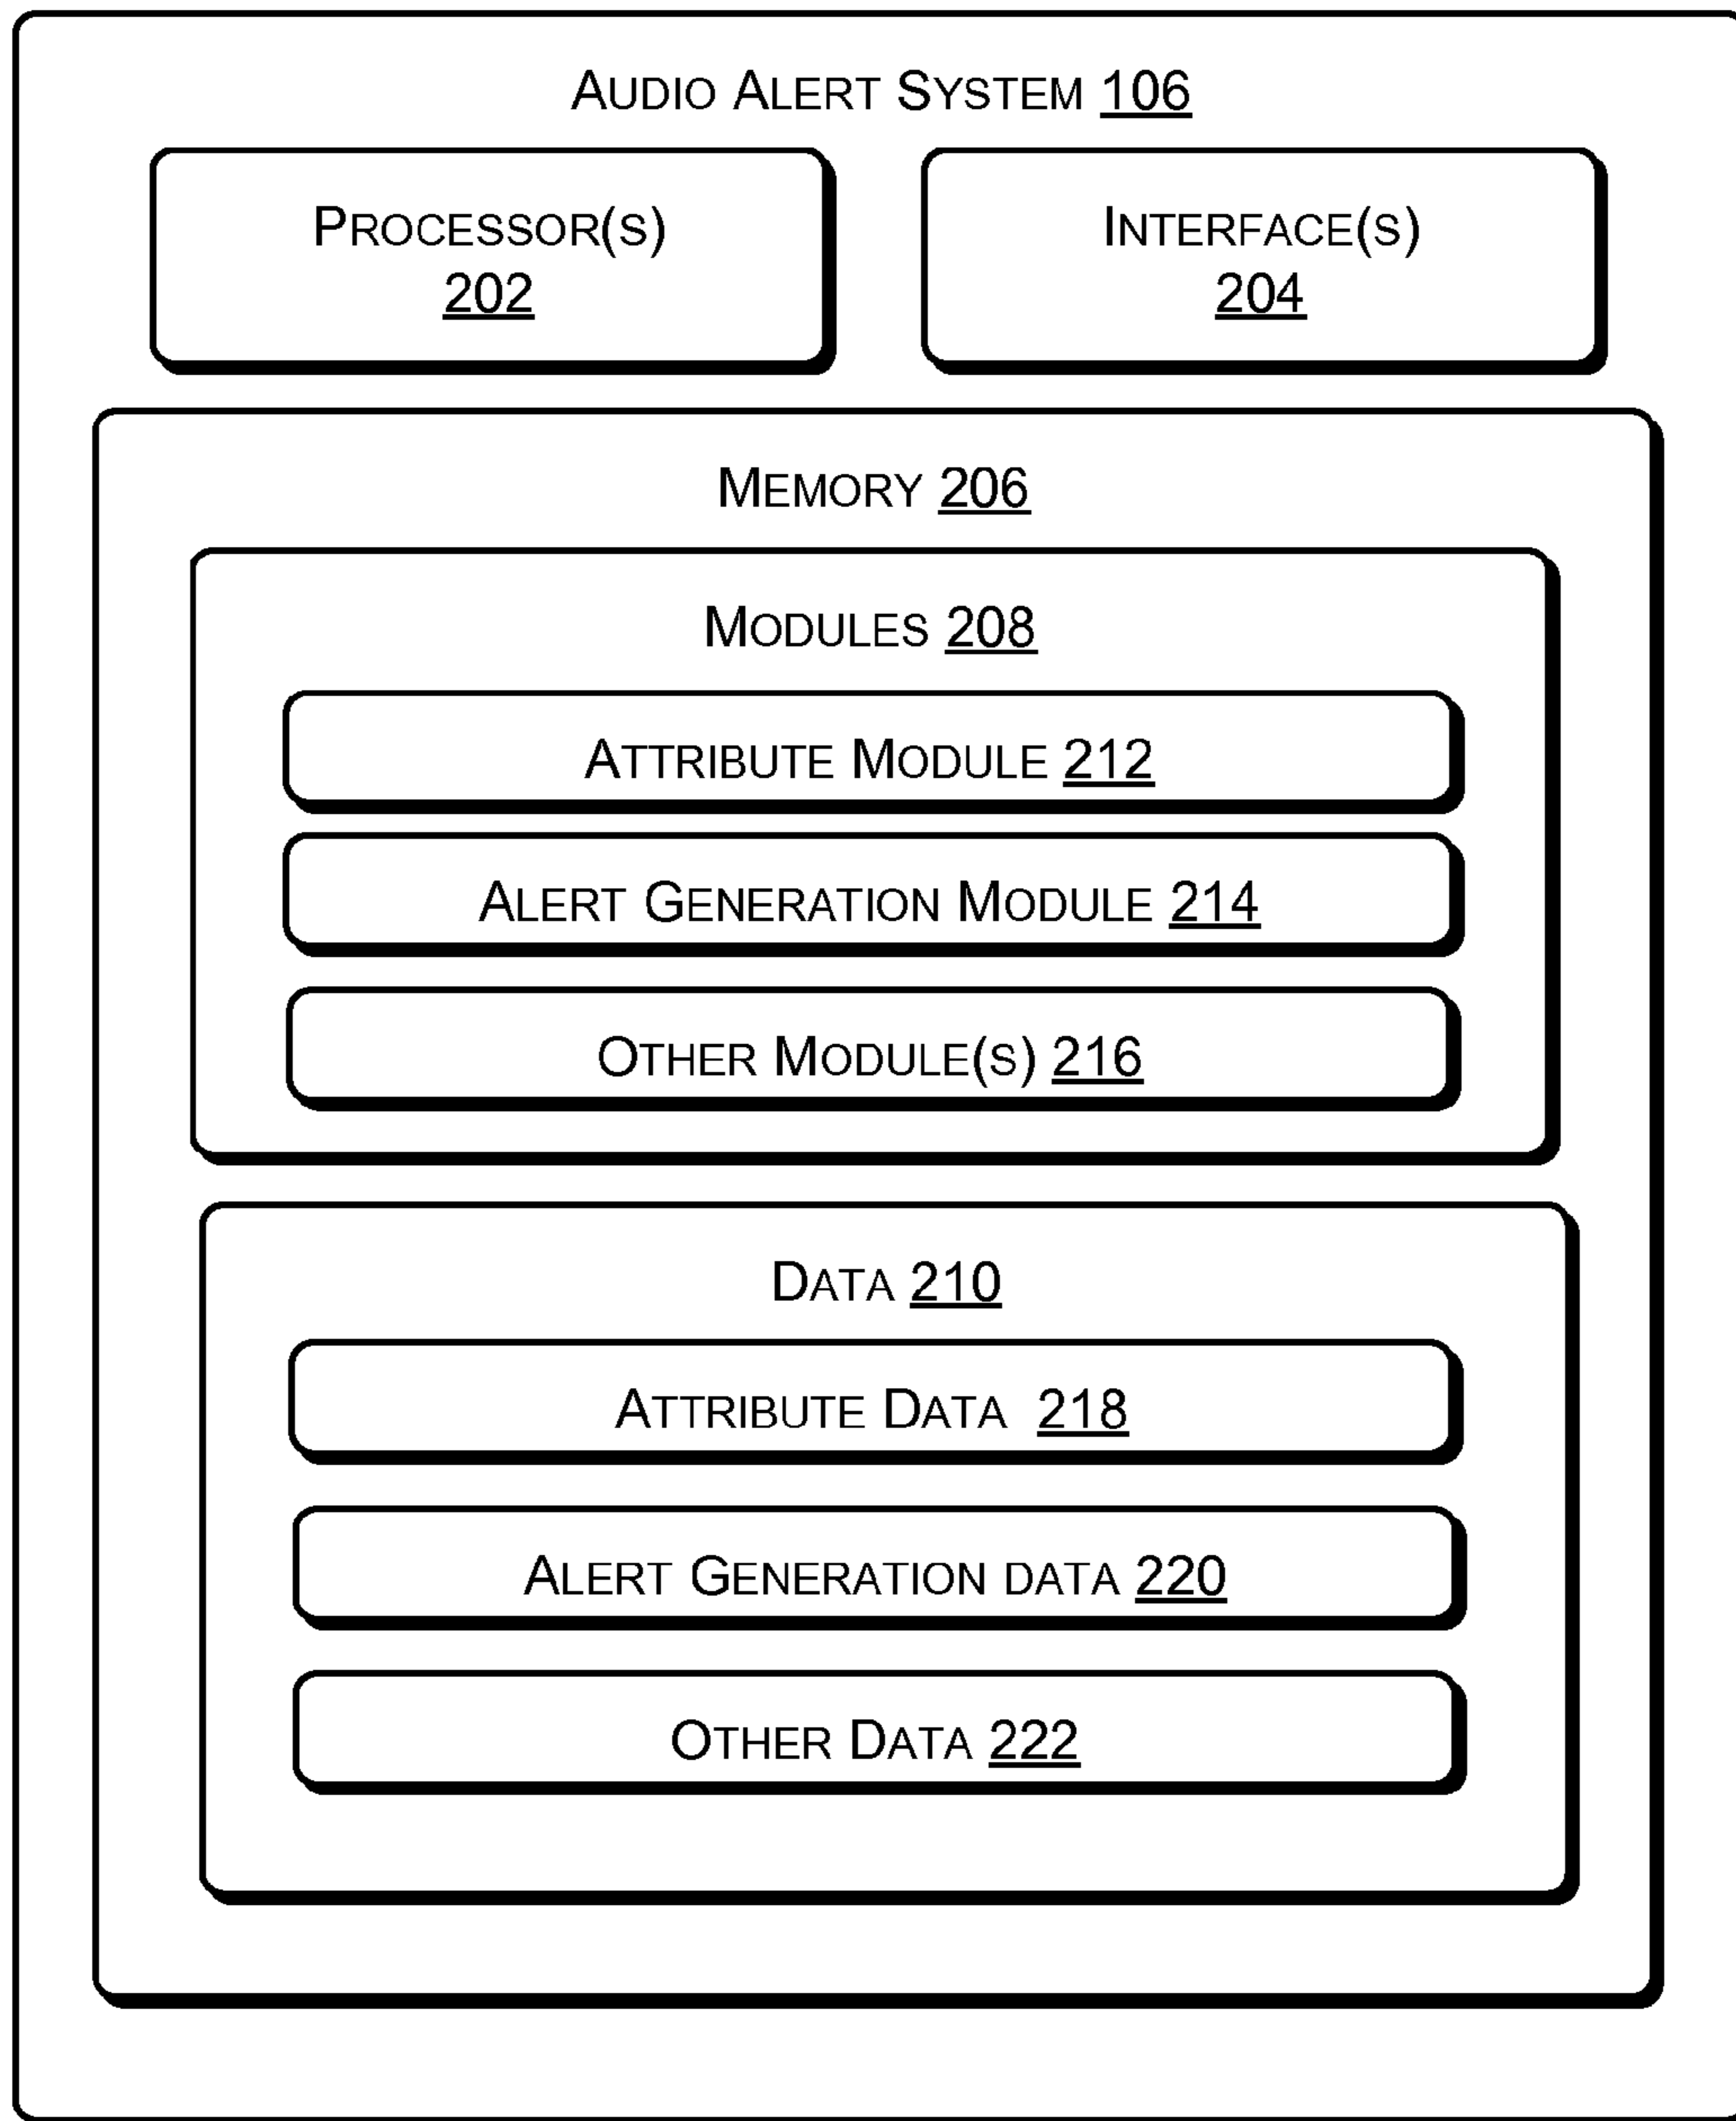 AUDIO ALERT SYSTEM 106
PROCESSOR(S)
202
INTERFACE(S)
204
MEMORY 206
MODULES 208
ATTRIBUTE MODULE 212
ALERT GENERATION MODULE 214
OTHER MODULE(S) 216
DATA 210
ATTRIBUTE DATA 218
ALERT GENERATION DATA 220
OTHER DATA 222